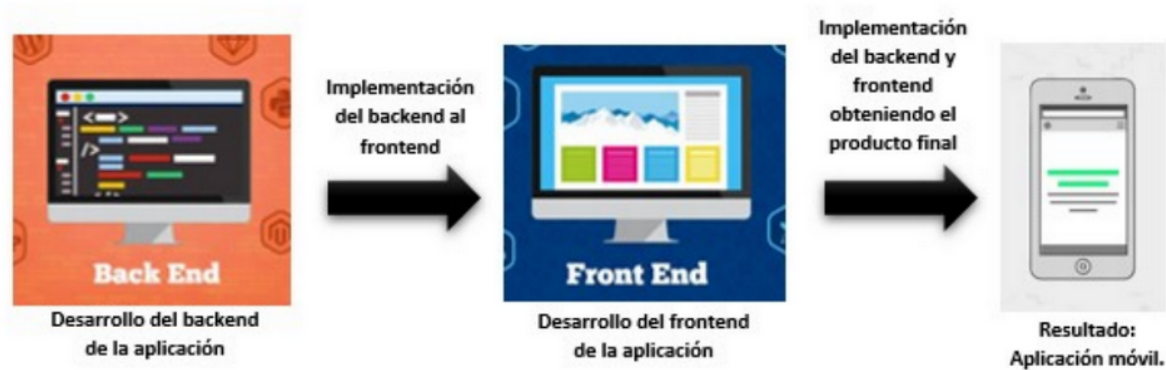 Back End
Desarrollo del backend
de la aplicación
Implementación
del backend al
frontend
Front End
Desarrollo del frontend
de la aplicación
Implementación
del backend y
frontend
obteniendo el
producto final
Resultado:
Aplicación móvil.